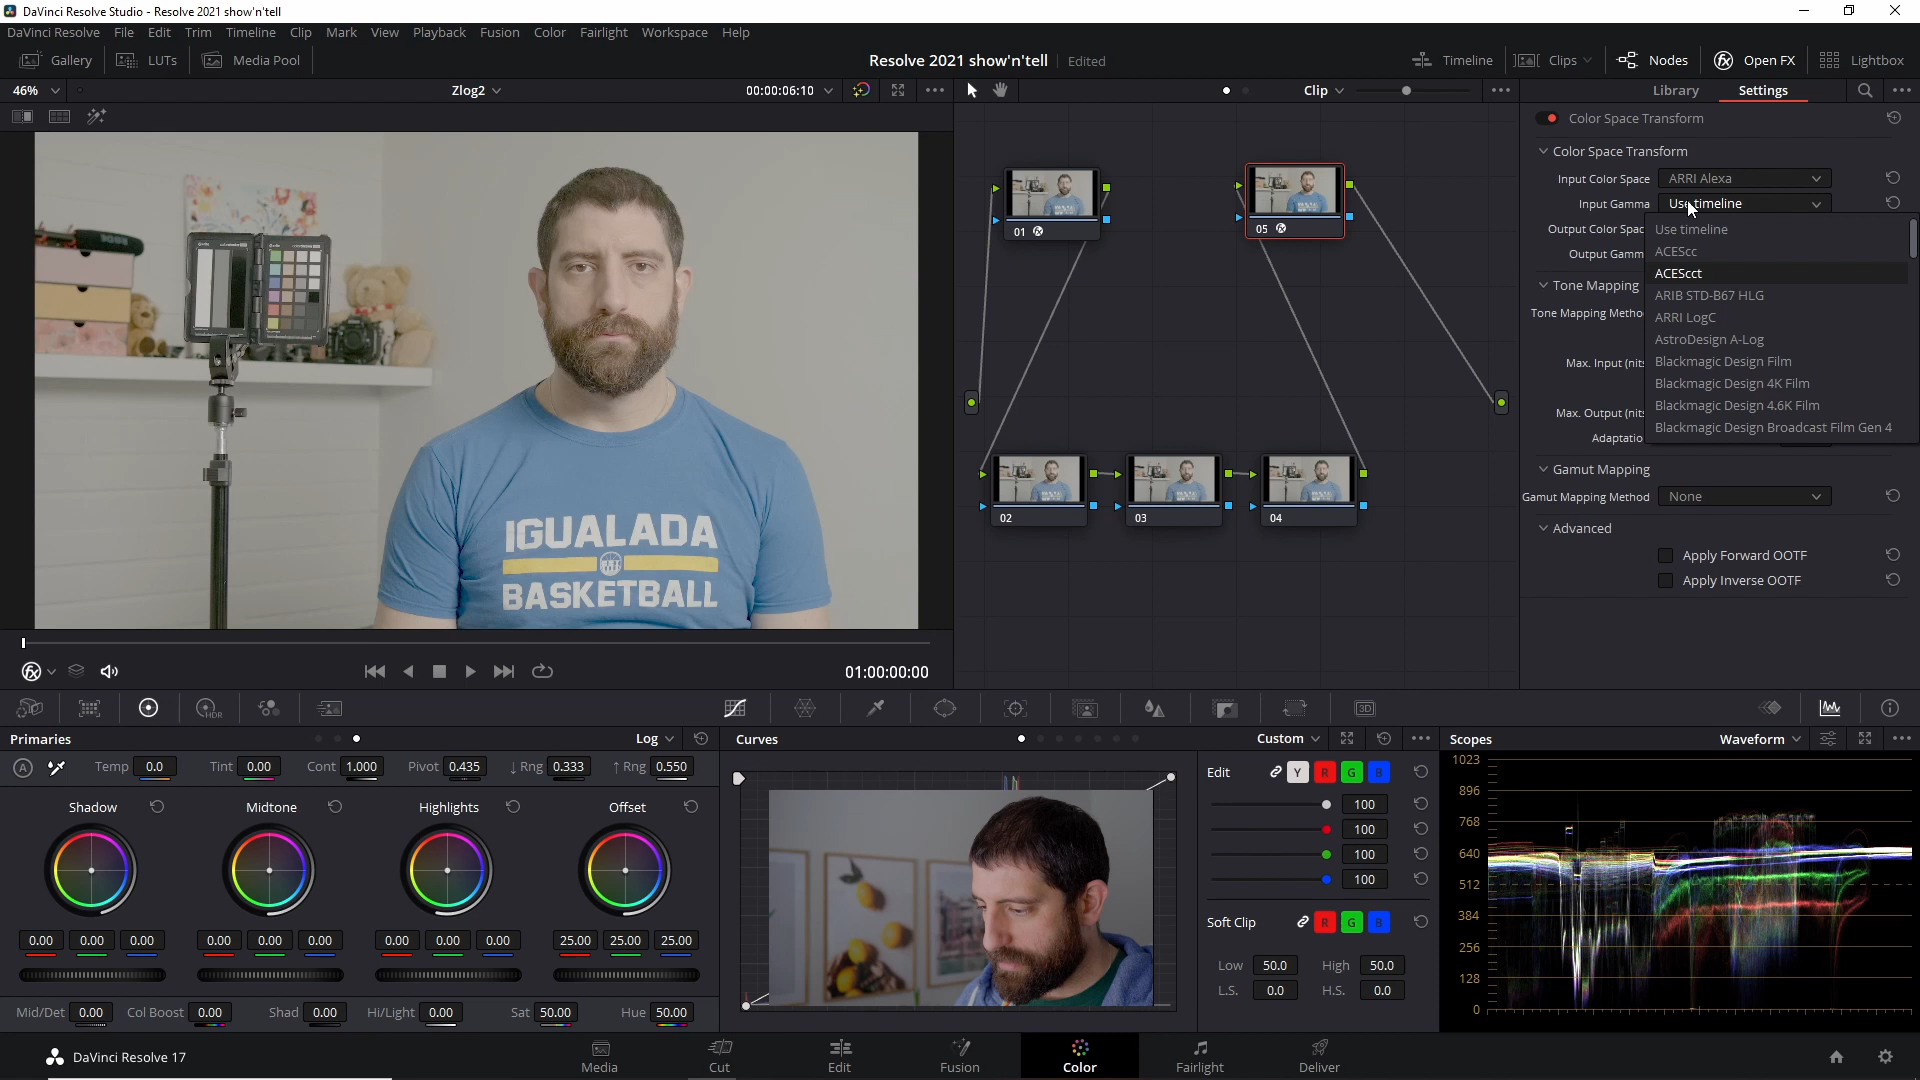 DaVinci Resolve Studio - Resolve 2021 show'n'tell
DaVinci Resolve File Edit Trim Timeline Clip Mark View Playback Fusion Color Fairlight Workspace Help
Gallery LUTs Media Pool Resolve 2021 show'n'tell Edited Timeline Clips Nodes Open FX Lightbox
46% Zlog2 00:00:06:10 Clip Library Settings
Color Space Transform
Color Space Transform
Input Color Space ARRI Alexa
Input Gamma Use timeline
Output Color Spac Use timeline
Output Gamm ACEScc
ACEScct
Tone Mapping
ARIB STD-B67 HLG
Tone Mapping Metho ARRI LogC
AstroDesign A-Log
Max. Input (nit Blackmagic Design Film
Blackmagic Design 4K Film
Max. Output (nit Blackmagic Design 4.6K Film
Adaptatio Blackmagic Design Broadcast Film Gen 4
Gamut Mapping
Gamut Mapping Method None
Advanced
Apply Forward OOTF
Apply Inverse OOTF
01
05
02 03 04
IGUALADA
BASKETBALL
01:00:00:00
HDR
3D
Primaries Log
A Temp 0.0 Tint 0.00 Cont 1.000 Pivot 0.435 ↓ Rng 0.333 ↑ Rng 0.550
Shadow Midtone Highlights Offset
0.00 0.00 0.00 0.00 0.00 0.00 0.00 0.00 0.00 25.00 25.00 25.00
Mid/Det 0.00 Col Boost 0.00 Shad 0.00 Hi/Light 0.00 Sat 50.00 Hue 50.00
Curves Custom
Edit Y R G B
100
100
100
100
Soft Clip R G B
Low 50.0 High 50.0
L.S. 0.0 H.S. 0.0
Scopes Waveform
1023
896
768
640
512
384
256
128
0
DaVinci Resolve 17
Media Cut Edit Fusion Color Fairlight Deliver